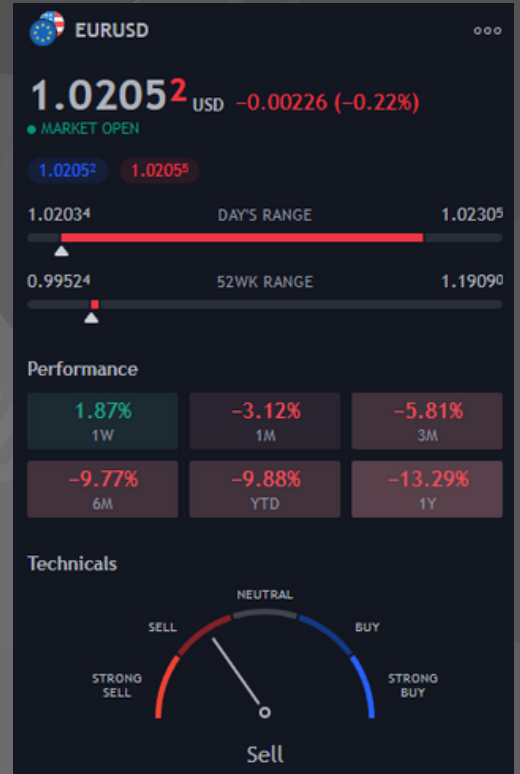 EURUSD
1.02052 USD −0.00226 (−0.22%)
MARKET OPEN
1.02052 1.02055
1.02034 DAY'S RANGE 1.02305
0.99524 52WK RANGE 1.19090
Performance
1.87% −3.12% −5.81%
1W 1M 3M
−9.77% −9.88% −13.29%
6M YTD 1Y
Technicals
NEUTRAL
SELL BUY
STRONG SELL STRONG BUY
Sell